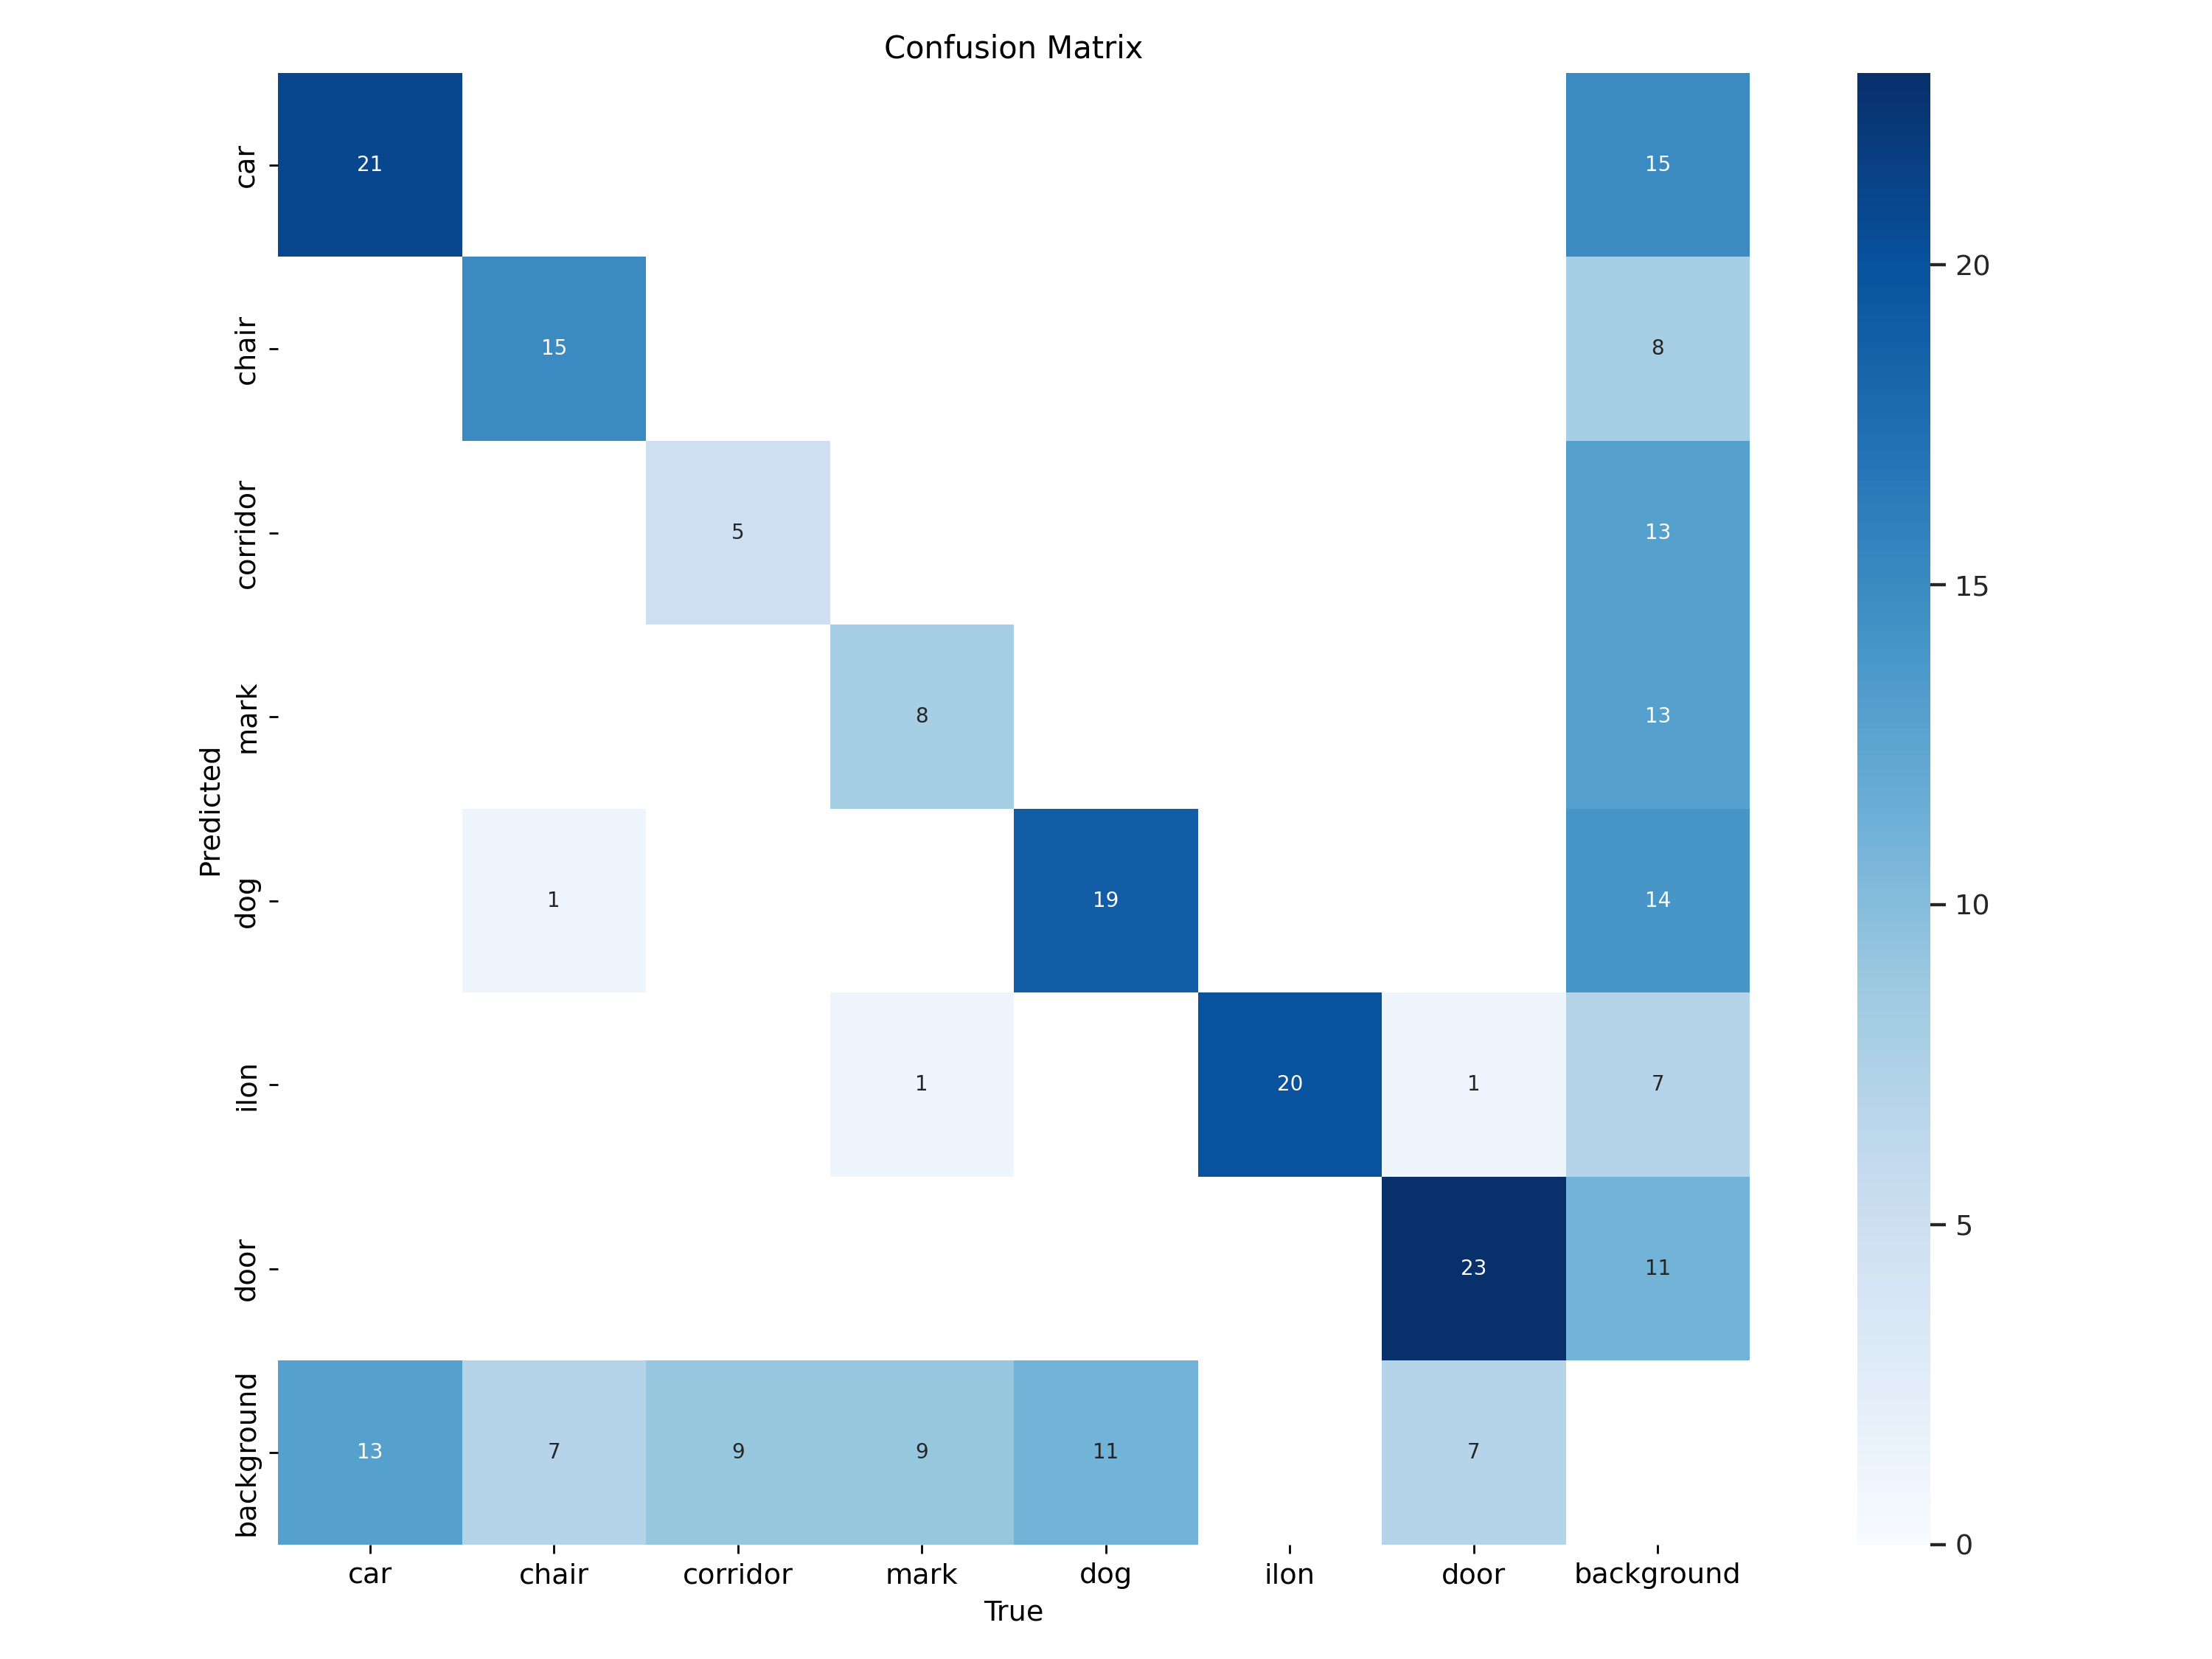 Confusion Matrix
car 21 15
chair 15 8
corridor 5 13
mark 8 13
dog 1 19 14
ilon 1 20 1 7
door 23 11
background 13 7 9 9 11 7
car chair corridor mark dog ilon door background
True
Predicted
20
15
10
5
0